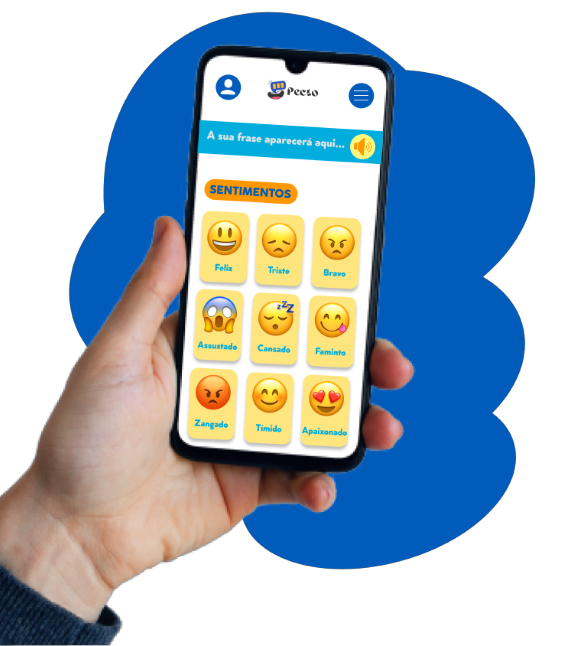 Pecso
A sua frase aparecerá aqui...
SENTIMENTOS
Feliz
Triste
Bravo
Assustado
Cansado
Faminto
Zangado
Timido
Apaixonado